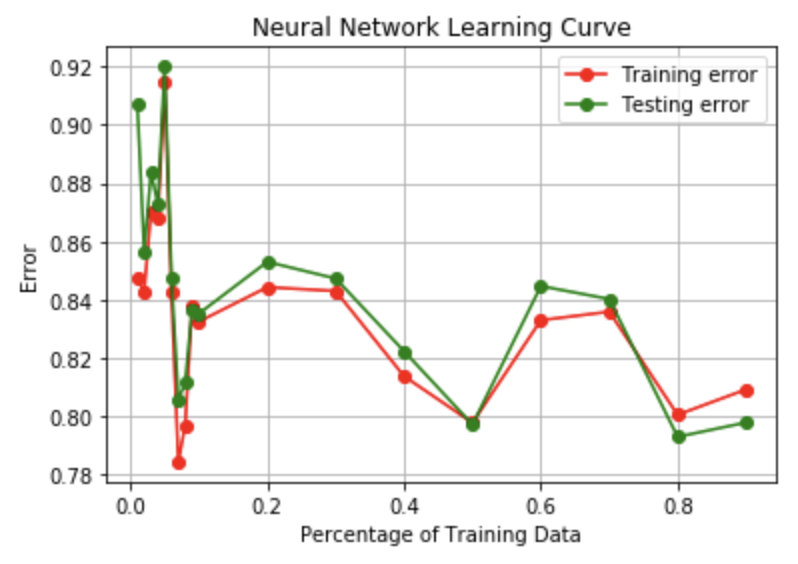 Neural Network Learning Curve
Training error
Testing error
0.92
0.90
0.88
0.86
0.84
0.82
0.80
0.78
Error
0.0 0.2 0.4 0.6 0.8
Percentage of Training Data